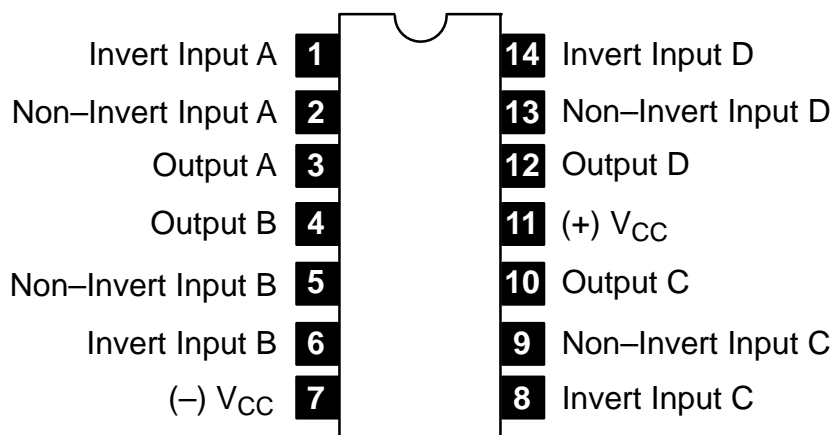 Invert Input A 1 14 Invert Input D
Non–Invert Input A 2 13 Non–Invert Input D
Output A 3 12 Output D
Output B 4 11 (+) VCC
Non–Invert Input B 5 10 Output C
Invert Input B 6 9 Non–Invert Input C
(–) VCC 7 8 Invert Input C